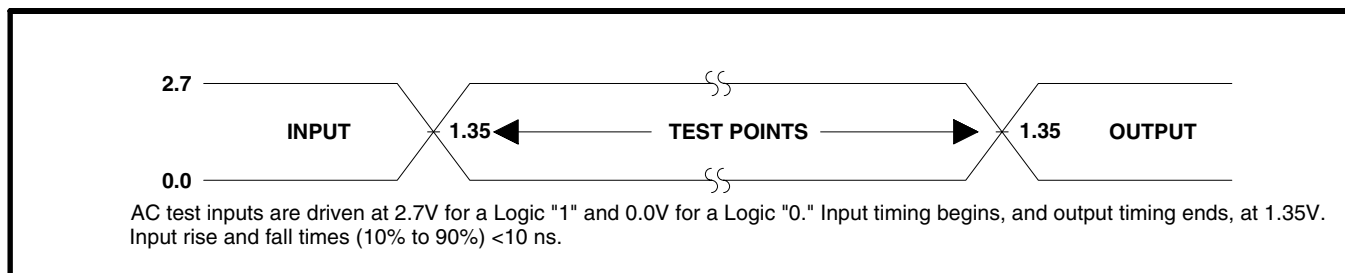 2.7
INPUT 1.35 TEST POINTS 1.35 OUTPUT
0.0
AC test inputs are driven at 2.7V for a Logic "1" and 0.0V for a Logic "0." Input timing begins, and output timing ends, at 1.35V.
Input rise and fall times (10% to 90%) <10 ns.